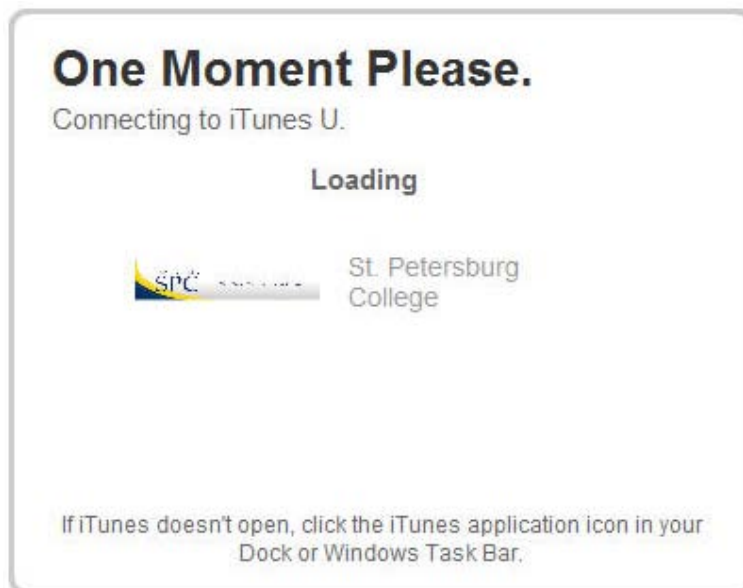 One Moment Please.
Connecting to iTunes U.
Loading
SPC
St. Petersburg
College
If iTunes doesn't open, click the iTunes application icon in your
Dock or Windows Task Bar.